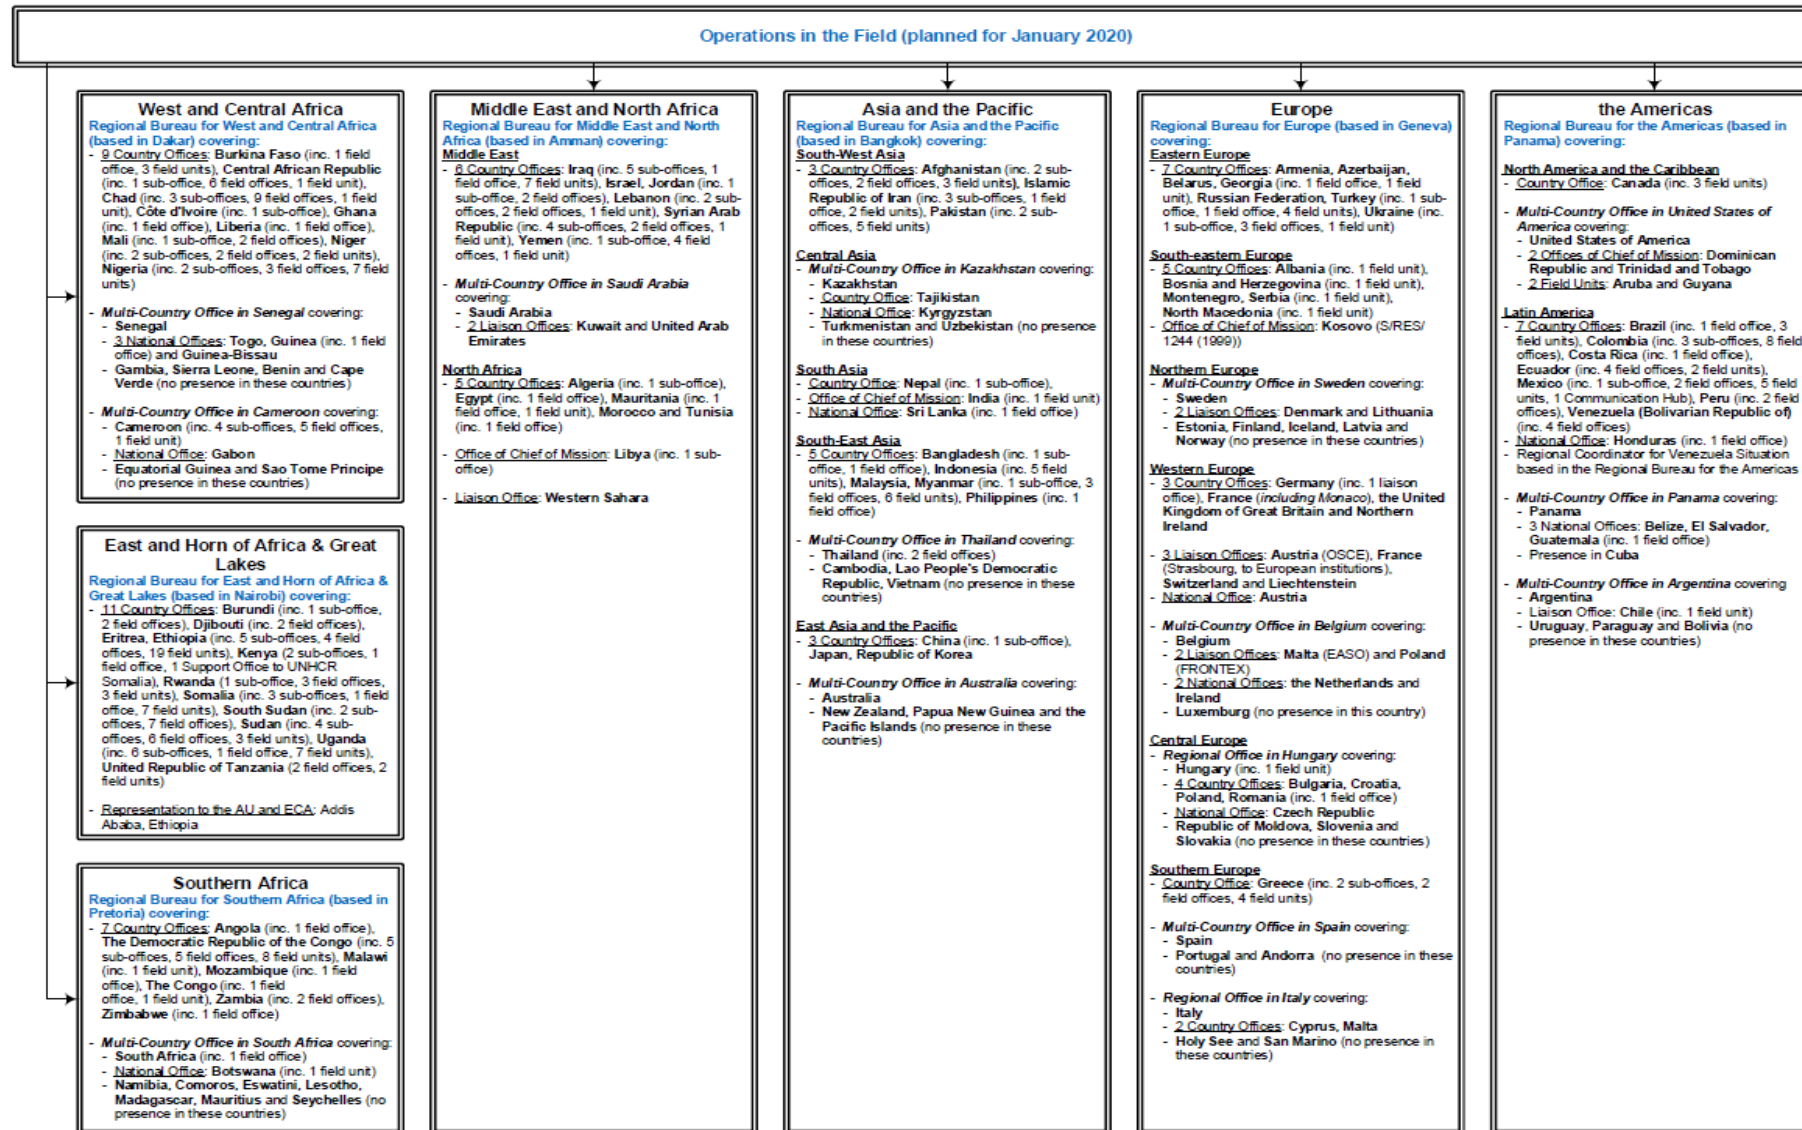 Operations in the Field (planned for January 2020)
West and Central Africa
Regional Bureau for West and Central Africa
(based in Dakar) covering:
- 9 Country Offices: Burkina Faso (inc. 1 field
office, 3 field units), Central African Republic
(inc. 1 sub-office, 6 field offices, 1 field unit),
Chad (inc. 3 sub-offices, 9 field offices, 1 field
unit), Côte d'Ivoire (inc. 1 sub-office), Ghana
(inc. 1 field office), Liberia (inc. 1 field office),
Mali (inc. 1 sub-office, 2 field offices), Niger
(inc. 2 sub-offices, 2 field offices, 2 field units),
Nigeria (inc. 2 sub-offices, 3 field offices, 7 field
units)
- Multi-Country Office in Senegal covering:
- Senegal
- 3 National Offices: Togo, Guinea (inc. 1 field
office) and Guinea-Bissau
- Gambia, Sierra Leone, Benin and Cape
Verde (no presence in these countries)
- Multi-Country Office in Cameroon covering:
- Cameroon (inc. 4 sub-offices, 5 field offices,
1 field unit)
- National Office: Gabon
- Equatorial Guinea and Sao Tome Principe
(no presence in these countries)
East and Horn of Africa & Great
Lakes
Regional Bureau for East and Horn of Africa &
Great Lakes (based in Nairobi) covering:
- 11 Country Offices: Burundi (inc. 1 sub-office,
2 field offices), Djibouti (inc. 2 field offices),
Eritrea, Ethiopia (inc. 5 sub-offices, 4 field
offices, 19 field units), Kenya (2 sub-offices, 1
field office, 1 Support Office to UNHCR
Somalia), Rwanda (1 sub-office, 3 field offices,
3 field units), Somalia (inc. 3 sub-offices, 1 field
office, 7 field units), South Sudan (inc. 2 sub-
offices, 7 field offices), Sudan (inc. 4 sub-
offices, 6 field offices, 3 field units), Uganda
(inc. 6 sub-offices, 1 field office, 7 field units),
United Republic of Tanzania (2 field offices, 2
field units)
- Representation to the AU and ECA: Addis
Ababa, Ethiopia
Southern Africa
Regional Bureau for Southern Africa (based in
Pretoria) covering:
- 7 Country Offices: Angola (inc. 1 field office),
The Democratic Republic of the Congo (inc. 5
sub-offices, 5 field offices, 8 field units), Malawi
(inc. 1 field unit), Mozambique (inc. 1 field
office), The Congo (inc. 1 field
office, 1 field unit), Zambia (inc. 2 field offices),
Zimbabwe (inc. 1 field office)
- Multi-Country Office in South Africa covering:
- South Africa (inc. 1 field office)
- National Office: Botswana (inc. 1 field unit)
- Namibia, Comoros, Eswatini, Lesotho,
Madagascar, Mauritius and Seychelles (no
presence in these countries)
Middle East and North Africa
Regional Bureau for Middle East and North
Africa (based in Amman) covering:
Middle East
- 6 Country Offices: Iraq (inc. 5 sub-offices, 1
field office, 7 field units), Israel, Jordan (inc. 1
sub-office, 2 field offices), Lebanon (inc. 2 sub-
offices, 2 field offices, 1 field unit), Syrian Arab
Republic (inc. 4 sub-offices, 2 field offices, 1
field unit), Yemen (inc. 1 sub-office, 4 field
offices, 1 field unit)
- Multi-Country Office in Saudi Arabia
covering:
- Saudi Arabia
- 2 Liaison Offices: Kuwait and United Arab
Emirates
North Africa
- 5 Country Offices: Algeria (inc. 1 sub-office),
Egypt (inc. 1 field office), Mauritania (inc. 1
field office, 1 field unit), Morocco and Tunisia
(inc. 1 field office)
- Office of Chief of Mission: Libya (inc. 1 sub-
office)
- Liaison Office: Western Sahara
Asia and the Pacific
Regional Bureau for Asia and the Pacific
(based in Bangkok) covering:
South-West Asia
- 3 Country Offices: Afghanistan (inc. 2 sub-
offices, 2 field offices, 3 field units), Islamic
Republic of Iran (inc. 3 sub-offices, 1 field
office, 2 field units), Pakistan (inc. 2 sub-
offices, 5 field units)
Central Asia
- Multi-Country Office in Kazakhstan covering:
- Kazakhstan
- Country Office: Tajikistan
- National Office: Kyrgyzstan
- Turkmenistan and Uzbekistan (no presence
in these countries)
South Asia
- Country Office: Nepal (inc. 1 sub-office),
- Office of Chief of Mission: India (inc. 1 field unit)
- National Office: Sri Lanka (inc. 1 field office)
South-East Asia
- 5 Country Offices: Bangladesh (inc. 1 sub-
office, 1 field office), Indonesia (inc. 5 field
units), Malaysia, Myanmar (inc. 1 sub-office, 3
field offices, 6 field units), Philippines (inc. 1
field office)
- Multi-Country Office in Thailand covering:
- Thailand (inc. 2 field offices)
- Cambodia, Lao People's Democratic
Republic, Vietnam (no presence in these
countries)
East Asia and the Pacific
- 3 Country Offices: China (inc. 1 sub-office),
Japan, Republic of Korea
- Multi-Country Office in Australia covering:
- Australia
- New Zealand, Papua New Guinea and the
Pacific Islands (no presence in these
countries)
Europe
Regional Bureau for Europe (based in Geneva)
covering:
Eastern Europe
- 7 Country Offices: Armenia, Azerbaijan,
Belarus, Georgia (inc. 1 field office, 1 field
unit), Russian Federation, Turkey (inc. 1 sub-
office, 1 field office, 4 field units), Ukraine (inc.
1 sub-office, 3 field offices, 1 field unit)
South-eastern Europe
- 5 Country Offices: Albania (inc. 1 field unit),
Bosnia and Herzegovina (inc. 1 field unit),
Montenegro, Serbia (inc. 1 field unit),
North Macedonia (inc. 1 field unit)
- Office of Chief of Mission: Kosovo (S/RES/
1244 (1999))
Northern Europe
- Multi-Country Office in Sweden covering:
- Sweden
- 2 Liaison Offices: Denmark and Lithuania
- Estonia, Finland, Iceland, Latvia and
Norway (no presence in these countries)
Western Europe
- 3 Country Offices: Germany (inc. 1 liaison
office), France (including Monaco), the United
Kingdom of Great Britain and Northern
Ireland
- 3 Liaison Offices: Austria (OSCE), France
(Strasbourg, to European institutions),
Switzerland and Liechtenstein
- National Office: Austria
- Multi-Country Office in Belgium covering:
- Belgium
- 2 Liaison Offices: Malta (EASO) and Poland
(FRONTEX)
- 2 National Offices: the Netherlands and
Ireland
- Luxemburg (no presence in this country)
Central Europe
- Regional Office in Hungary covering:
- Hungary (inc. 1 field unit)
- 4 Country Offices: Bulgaria, Croatia,
Poland, Romania (inc. 1 field office)
- National Office: Czech Republic
- Republic of Moldova, Slovenia and
Slovakia (no presence in these countries)
Southern Europe
- Country Office: Greece (inc. 2 sub-offices, 2
field offices, 4 field units)
- Multi-Country Office in Spain covering:
- Spain
- Portugal and Andorra (no presence in these
countries)
- Regional Office in Italy covering:
- Italy
- 2 Country Offices: Cyprus, Malta
- Holy See and San Marino (no presence in
these countries)
the Americas
Regional Bureau for the Americas (based in
Panama) covering:
North America and the Caribbean
- Country Office: Canada (inc. 3 field units)
- Multi-Country Office in United States of
America covering:
- United States of America
- 2 Offices of Chief of Mission: Dominican
Republic and Trinidad and Tobago
- 2 Field Units: Aruba and Guyana
Latin America
- 7 Country Offices: Brazil (inc. 1 field office, 3
field units), Colombia (inc. 3 sub-offices, 8 field
offices), Costa Rica (inc. 1 field office),
Ecuador (inc. 4 field offices, 2 field units),
Mexico (inc. 1 sub-office, 2 field offices, 5 field
units, 1 Communication Hub), Peru (inc. 2 field
offices), Venezuela (Bolivarian Republic of)
(inc. 4 field offices)
- National Office: Honduras (inc. 1 field office)
- Regional Coordinator for Venezuela Situation
based in the Regional Bureau for the Americas
- Multi-Country Office in Panama covering:
- Panama
- 3 National Offices: Belize, El Salvador,
Guatemala (inc. 1 field office)
- Presence in Cuba
- Multi-Country Office in Argentina covering
- Argentina
- Liaison Office: Chile (inc. 1 field unit)
- Uruguay, Paraguay and Bolivia (no
presence in these countries)